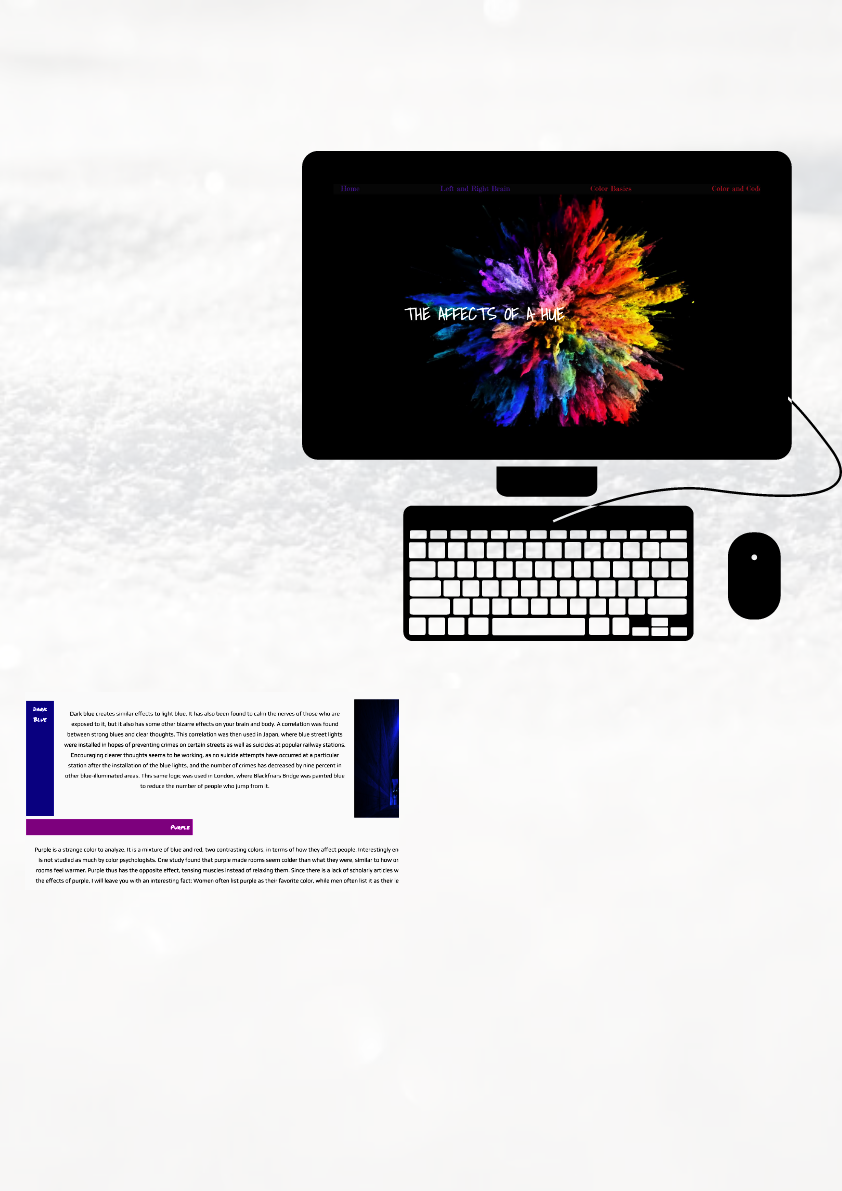 Home Left and Right Brain Color Basics Color and Code
THE AFFECTS OF A HUE
DARK
BLUE
Dark blue creates similar effects to light blue. It has also been found to calm the nerves of those who are
exposed to it, but it also has some other bizarre effects on your brain and body. A correlation was found
between strong blues and clear thoughts. This correlation was then used in Japan, where blue street lights
were installed in hopes of preventing crimes on certain streets as well as suicides at popular railway stations.
Encouraging clearer thoughts seems to be working, as no suicide attempts have occurred at a particular
station after the installation of the blue lights, and the number of crimes has decreased by nine percent in
other blue-illuminated areas. This same logic was used in London, where Blackfriars Bridge was painted blue
to reduce the number of people who jump from it.
PURPLE
Purple is a strange color to analyze. It is a mixture of blue and red, two contrasting colors, in terms of how they affect people. Interestingly en
is not studied as much by color psychologists. One study found that purple made rooms seem colder than what they were, similar to how or
rooms feel warmer. Purple thus has the opposite effect, tensing muscles instead of relaxing them. Since there is a lack of scholarly articles w
the effects of purple, I will leave you with an interesting fact: Women often list purple as their favorite color, while men often list it as their le